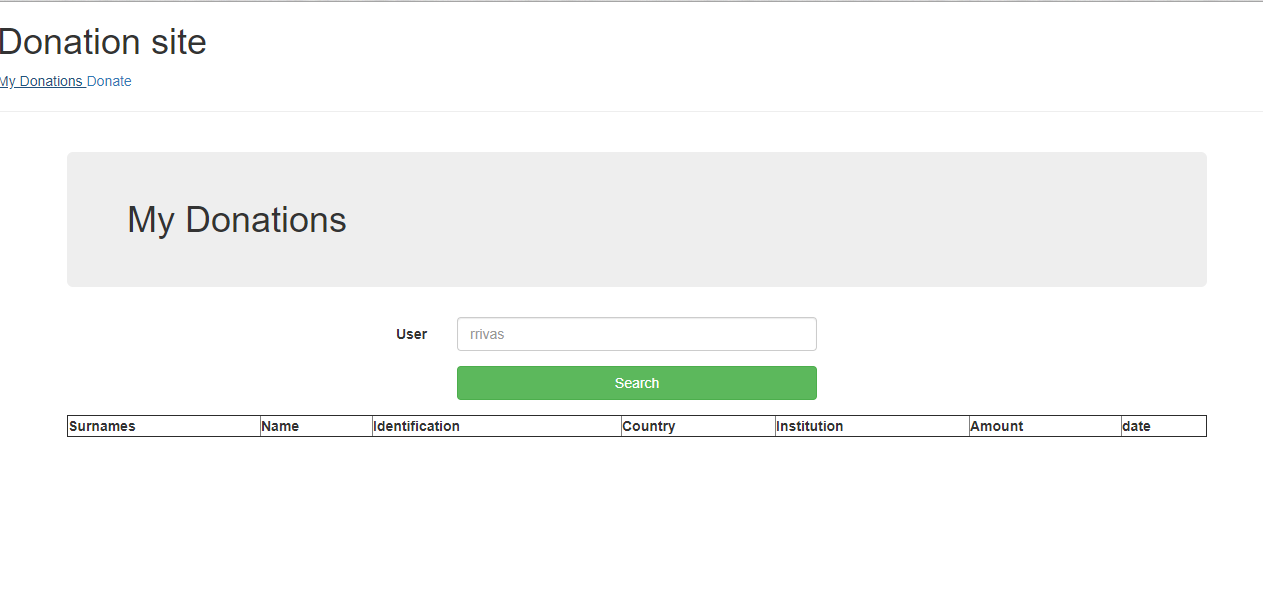 Donation site
My Donations Donate
My Donations
User rrivas
Search
Surnames Name Identification Country Institution Amount date